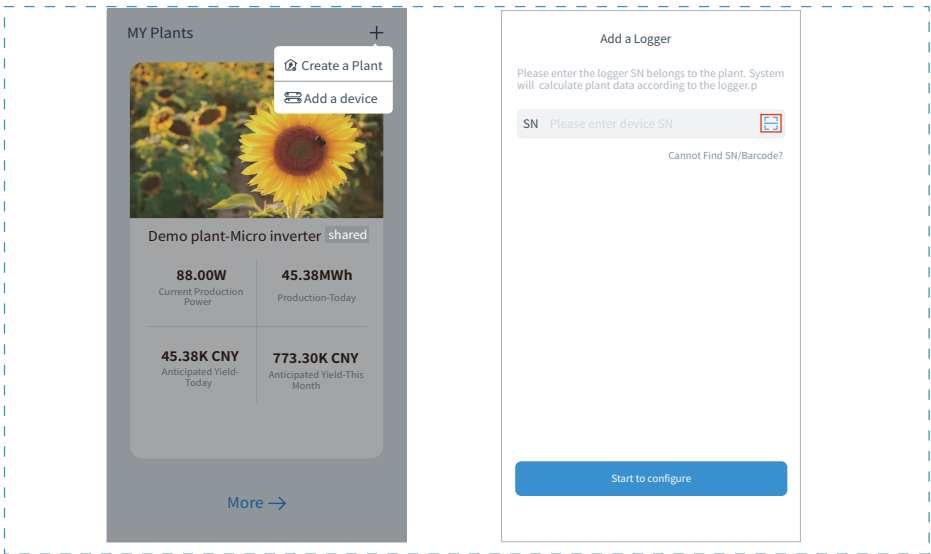 MY Plants
Create a Plant
Add a device
Demo plant-Micro inverter shared
88.00W
Current Production
Power
45.38MWh
Production-Today
45.38K CNY
Anticipated Yield-
Today
773.30K CNY
Anticipated Yield-This
Month
More
Add a Logger
Please enter the logger SN belongs to the plant. System
will calculate plant data according to the logger.p
SN Please enter device SN
Cannot Find SN/Barcode?
Start to configure